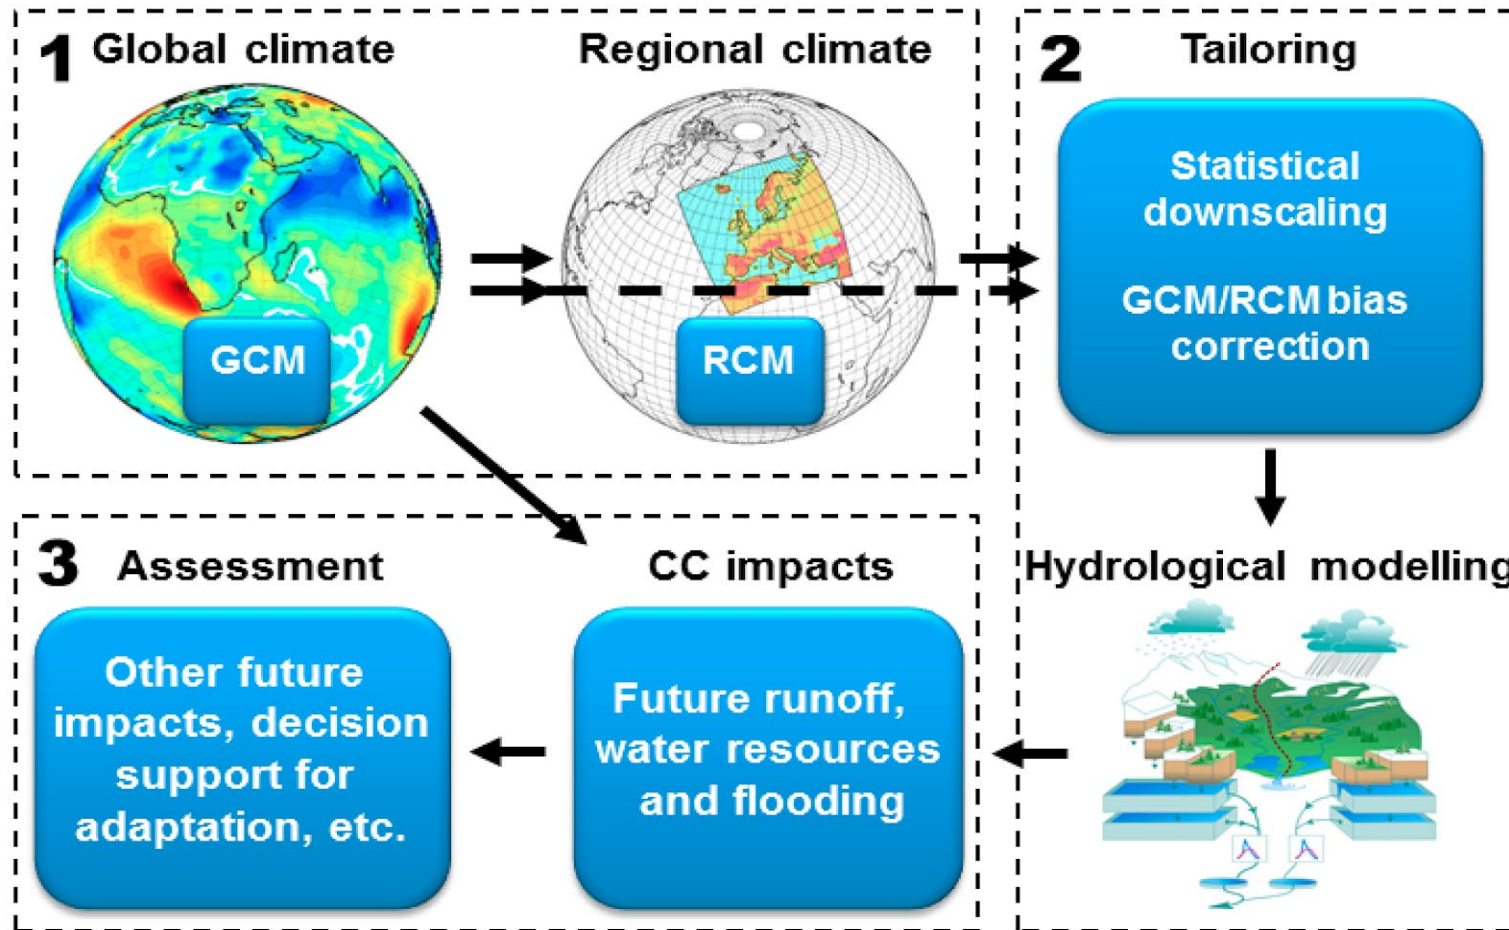 1 Global climate
Regional climate
GCM
RCM
2 Tailoring
Statistical
downscaling
GCM/RCM bias
correction
Hydrological modelling
3 Assessment
Other future
impacts, decision
support for
adaptation, etc.
CC impacts
Future runoff,
water resources
and flooding